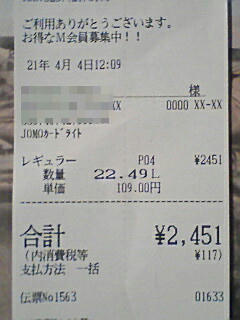 ご利用ありがとうございます。
お得なM会員募集中！！
21年 4月 4日12:09
様
XX 0000 XX-XX
JOMOカードライト
レギュラー P04 ¥2451
数量 22.49L
単価 109.00円
合計 ¥2,451
(内消費税等 ¥117)
支払方法 一括
伝票No1563 01633